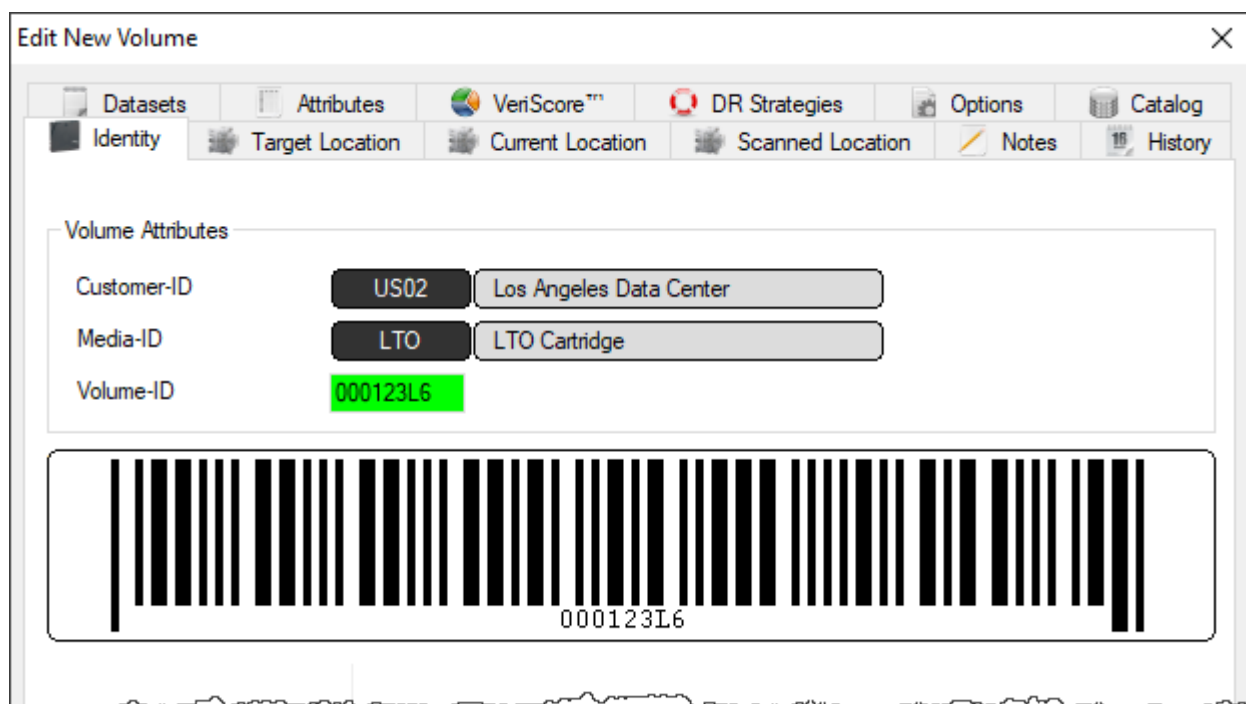 Edit New Volume
Datasets Attributes VeriScore™ DR Strategies Options Catalog
Identity Target Location Current Location Scanned Location Notes 16 History
Volume Attributes
Customer-ID US02 Los Angeles Data Center
Media-ID LTO LTO Cartridge
Volume-ID 000123L6
000123L6